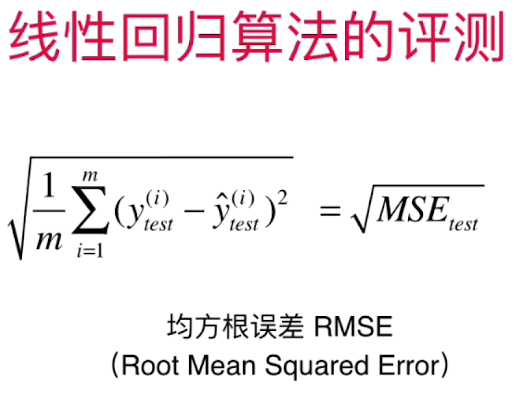 线性回归算法的评测
$\sqrt{\frac{1}{m}\sum_{i=1}^{m}(y_{test}^{(i)} - \hat{y}_{test}^{(i)})^2} = \sqrt{MSE_{test}}$
均方根误差 RMSE
（Root Mean Squared Error）